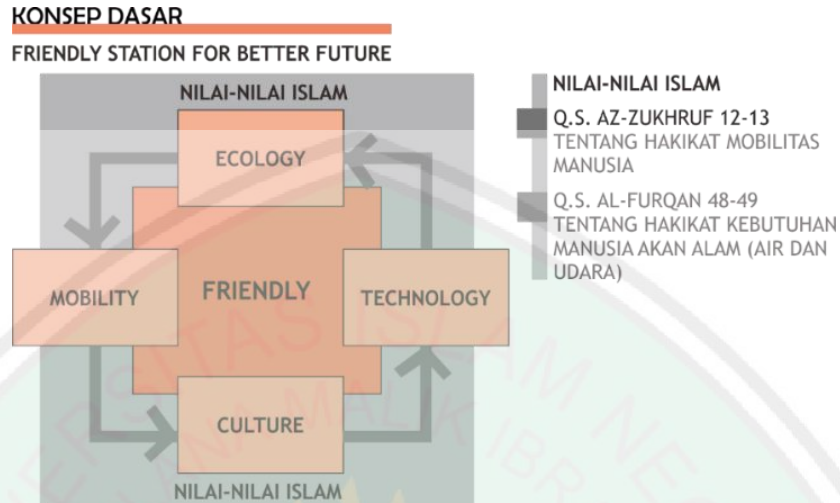 KONSEP DASAR
FRIENDLY STATION FOR BETTER FUTURE
NILAI-NILAI ISLAM
ECOLOGY
MOBILITY
FRIENDLY
TECHNOLOGY
CULTURE
NILAI-NILAI ISLAM
NILAI-NILAI ISLAM
Q.S. AZ-ZUKHRUF 12-13
TENTANG HAKIKAT MOBILITAS
MANUSIA
Q.S. AL-FURQAN 48-49
TENTANG HAKIKAT KEBUTUHAN
MANUSIA AKAN ALAM (AIR DAN
UDARA)